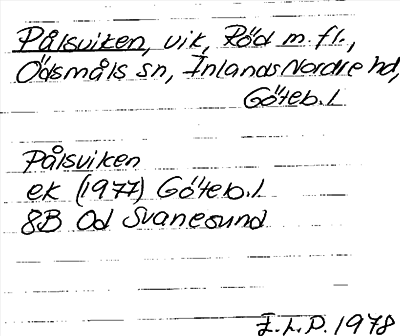 Pålsviken, vik, Röd m. fl.,
Ödsmåls sn, Inlands Nordre hd,
Göteb. l.
Pålsviken
ek (1977) Göteb. l.
8B Od Svanesund
I. L. P. 1978